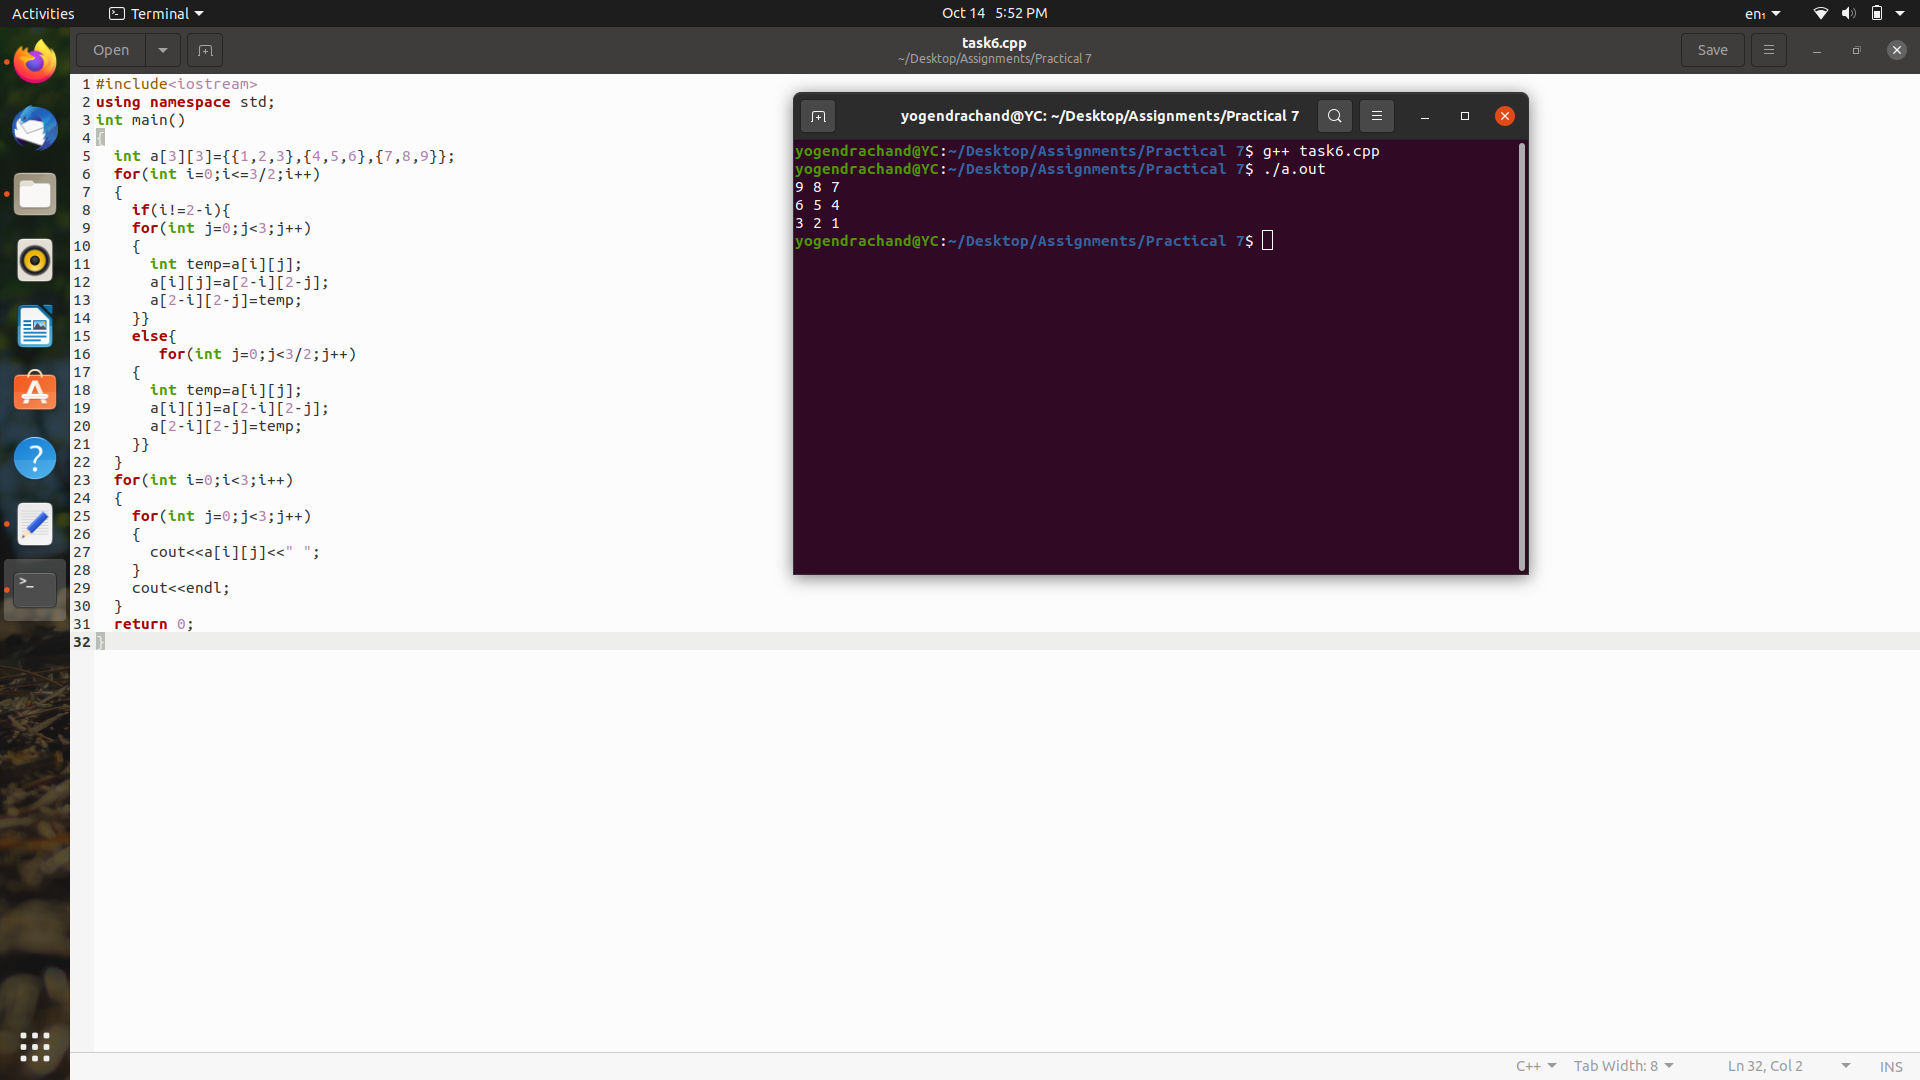 Activities Terminal Oct 14 5:52 PM en₁
Open task6.cpp Save
~/Desktop/Assignments/Practical 7
1 #include<iostream>
2 using namespace std;
3 int main()
4 {
5   int a[3][3]={{1,2,3},{4,5,6},{7,8,9}};
6   for(int i=0;i<=3/2;i++)
7   {
8     if(i!=2-i){
9     for(int j=0;j<3;j++)
10     {
11       int temp=a[i][j];
12       a[i][j]=a[2-i][2-j];
13       a[2-i][2-j]=temp;
14     }}
15     else{
16        for(int j=0;j<3/2;j++)
17     {
18       int temp=a[i][j];
19       a[i][j]=a[2-i][2-j];
20       a[2-i][2-j]=temp;
21     }}
22   }
23   for(int i=0;i<3;i++)
24   {
25     for(int j=0;j<3;j++)
26     {
27       cout<<a[i][j]<<" ";
28     }
29     cout<<endl;
30   }
31   return 0;
32 }
yogendrachand@YC: ~/Desktop/Assignments/Practical 7
yogendrachand@YC:~/Desktop/Assignments/Practical 7$ g++ task6.cpp
yogendrachand@YC:~/Desktop/Assignments/Practical 7$ ./a.out
9 8 7
6 5 4
3 2 1
yogendrachand@YC:~/Desktop/Assignments/Practical 7$
C++ Tab Width: 8 Ln 32, Col 2 INS